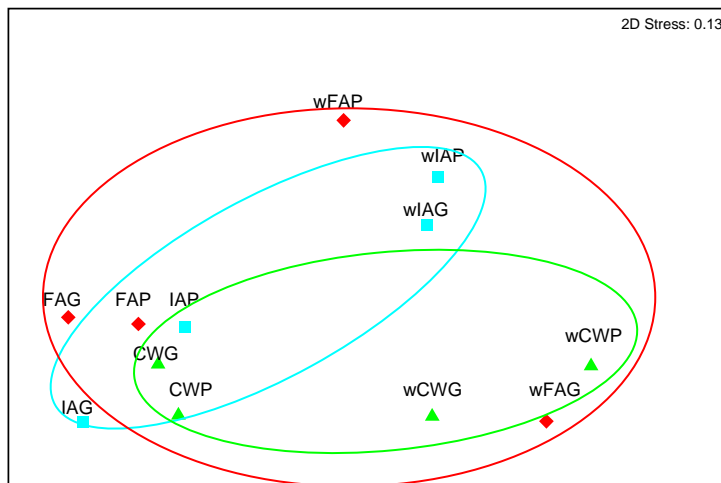 2D Stress: 0.13
wFAP
wIAP
wIAG
FAG
FAP
IAP
CWG
wCWP
IAG
CWP
wCWG
wFAG